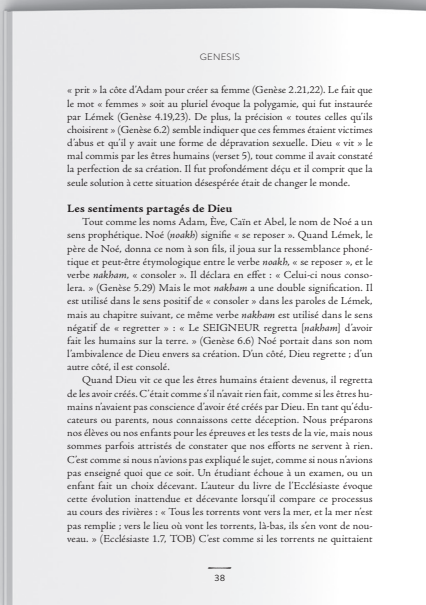 GENESIS
« prit » la côte d'Adam pour créer sa femme (Genèse 2.21,22). Le fait que
le mot « femmes » soit au pluriel évoque la polygamie, qui fut instaurée
par Lémek (Genèse 4.19,23). De plus, la précision « toutes celles qu'ils
choisirent » (Genèse 6.2) semble indiquer que ces femmes étaient victimes
d'abus et qu'il y avait une forme de dépravation sexuelle. Dieu « vit » le
mal commis par les êtres humains (verset 5), tout comme il avait constaté
la perfection de sa création. Il fut profondément déçu et il comprit que la
seule solution à cette situation désespérée était de changer le monde.
Les sentiments partagés de Dieu
Tout comme les noms Adam, Ève, Caïn et Abel, le nom de Noé a un
sens prophétique. Noé (noakh) signifie « se reposer ». Quand Lémek, le
père de Noé, donna ce nom à son fils, il joua sur la ressemblance phoné-
tique et peut-être étymologique entre le verbe noakh, « se reposer », et le
verbe nakham, « consoler ». Il déclara en effet : « Celui-ci nous conso-
lera. » (Genèse 5.29) Mais le mot nakham a une double signification. Il
est utilisé dans le sens positif de « consoler » dans les paroles de Lémek,
mais au chapitre suivant, ce même verbe nakham est utilisé dans le sens
négatif de « regretter » : « Le SEIGNEUR regretta [nakham] d'avoir
fait les humains sur la terre. » (Genèse 6.6) Noé portait dans son nom
l'ambivalence de Dieu envers sa création. D'un côté, Dieu regrette ; d'un
autre côté, il est consolé.
Quand Dieu vit ce que les êtres humains étaient devenus, il regretta
de les avoir créés. C'était comme s'il n'avait rien fait, comme si les êtres hu-
mains n'avaient pas conscience d'avoir été créés par Dieu. En tant qu'édu-
cateurs ou parents, nous connaissons cette déception. Nous préparons
nos élèves ou nos enfants pour les épreuves et les tests de la vie, mais nous
sommes parfois attristés de constater que nos efforts ne servent à rien.
C'est comme si nous n'avions pas expliqué le sujet, comme si nous n'avions
pas enseigné quoi que ce soit. Un étudiant échoue à un examen, ou un
enfant fait un choix décevant. L'auteur du livre de l'Ecclésiaste évoque
cette évolution inattendue et décevante lorsqu'il compare ce processus
au cours des rivières : « Tous les torrents vont vers la mer, et la mer n'est
pas remplie ; vers le lieu où vont les torrents, là-bas, ils s'en vont de nou-
veau. » (Ecclésiaste 1.7, TOB) C'est comme si les torrents ne quittaient
38